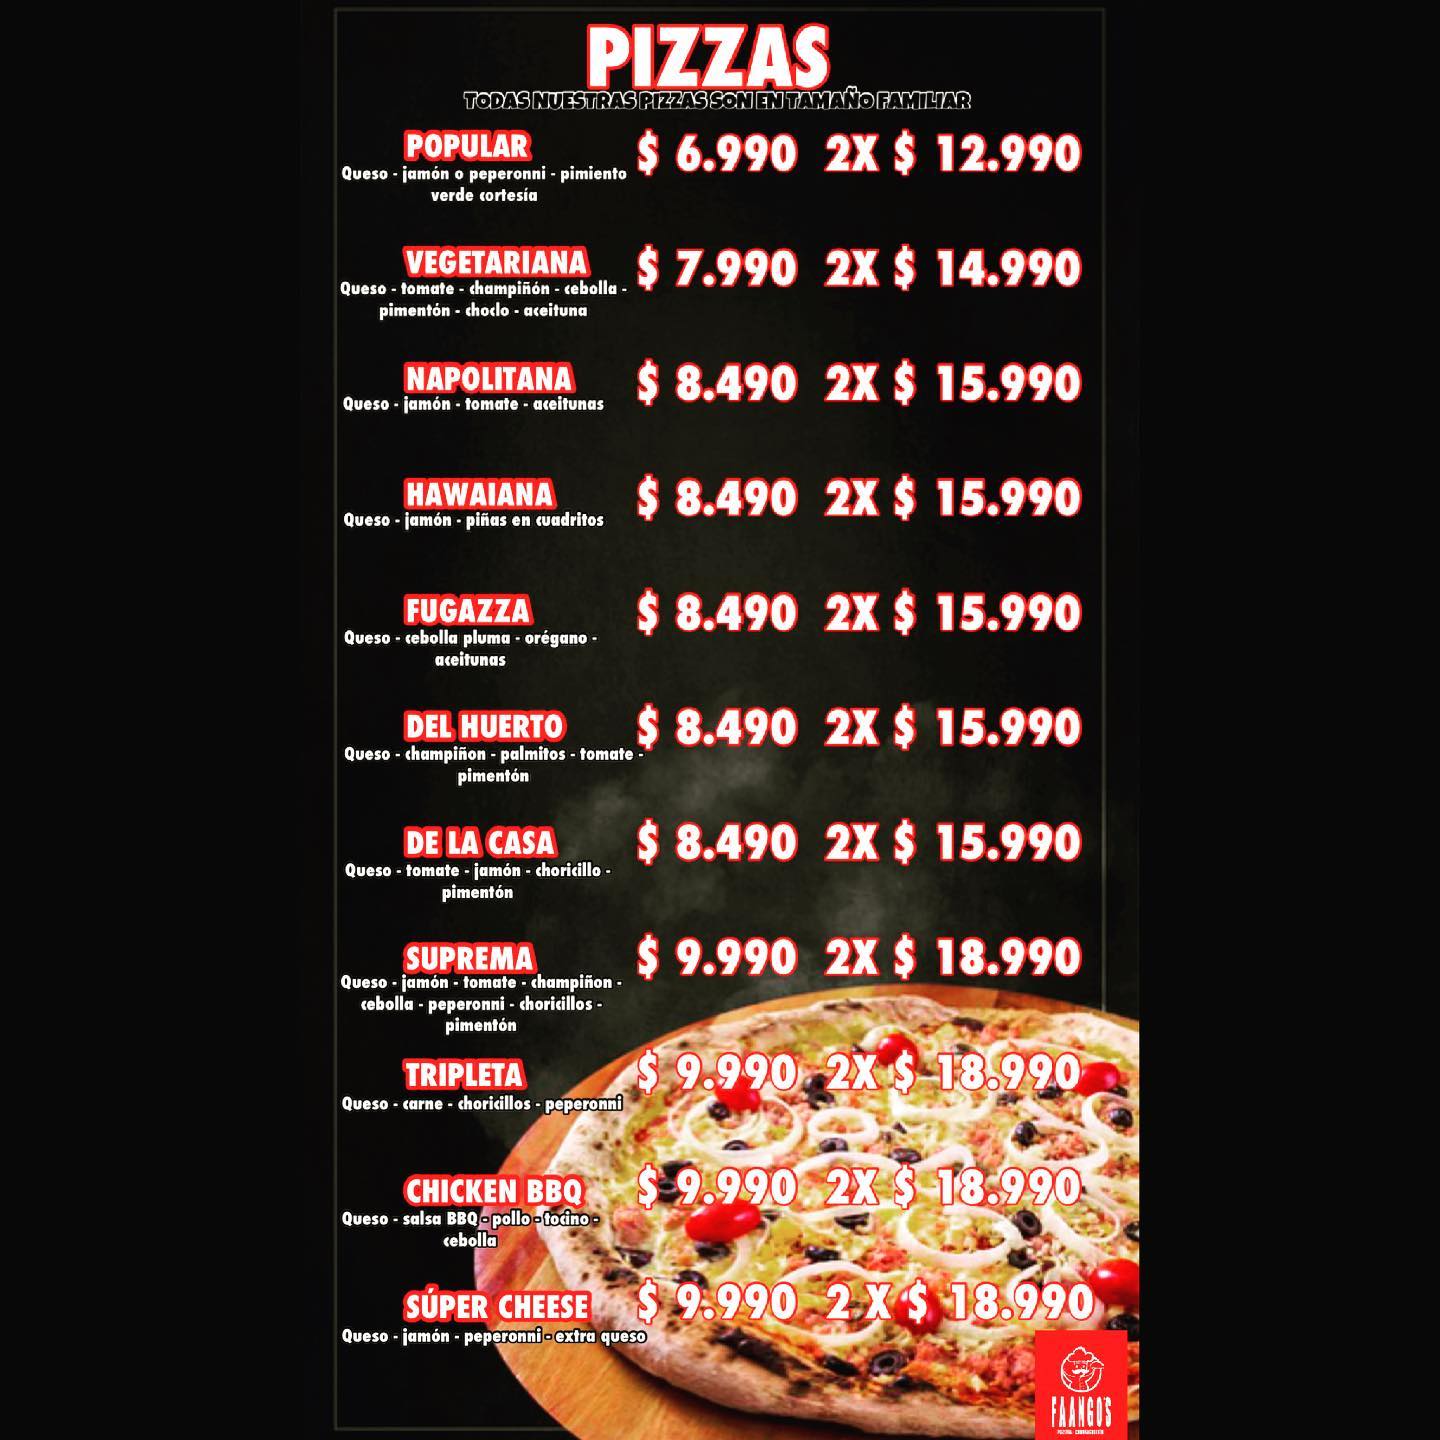 PIZZAS
TODAS NUESTRAS PIZZAS SON EN TAMAÑO FAMILIAR
POPULAR $ 6.990 2X $ 12.990
Queso - jamón o peperonni - pimiento
verde cortesía
VEGETARIANA $ 7.990 2X $ 14.990
Queso - tomate - champiñón - cebolla -
pimentón - choclo - aceituna
NAPOLITANA $ 8.490 2X $ 15.990
Queso - jamón - tomate - aceitunas
HAWAIANA $ 8.490 2X $ 15.990
Queso - jamón - piñas en cuadritos
FUGAZZA $ 8.490 2X $ 15.990
Queso - cebolla pluma - orégano -
aceitunas
DEL HUERTO $ 8.490 2X $ 15.990
Queso - champiñon - palmitos - tomate -
pimentón
DE LA CASA $ 8.490 2X $ 15.990
Queso - tomate - jamón - choricillo -
pimentón
SUPREMA $ 9.990 2X $ 18.990
Queso - jamón - tomate - champiñon -
cebolla - peperonni - choricillos -
pimentón
TRIPLETA $ 9.990 2X $ 18.990
Queso - carne - choricillos - peperonni
CHICKEN BBQ $ 9.990 2X $ 18.990
Queso - salsa BBQ - pollo - tocino -
cebolla
SÚPER CHEESE $ 9.990 2 X $ 18.990
Queso - jamón - peperonni - extra queso
FAANGO'S